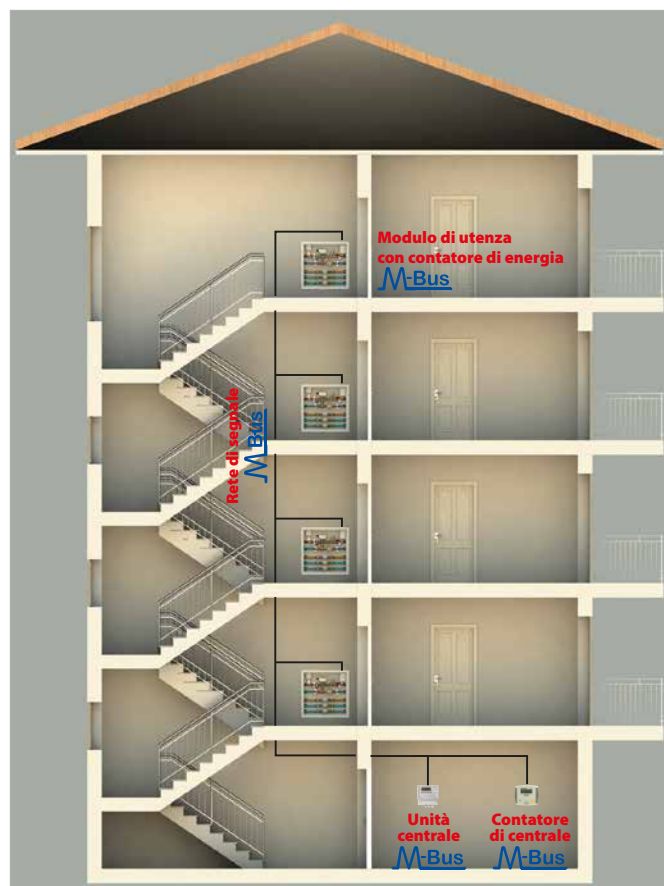 Modulo di utenza
con contatore di energia
M-Bus
Rete di segnale
M-Bus
Unità
centrale
M-Bus
Contatore
di centrale
M-Bus